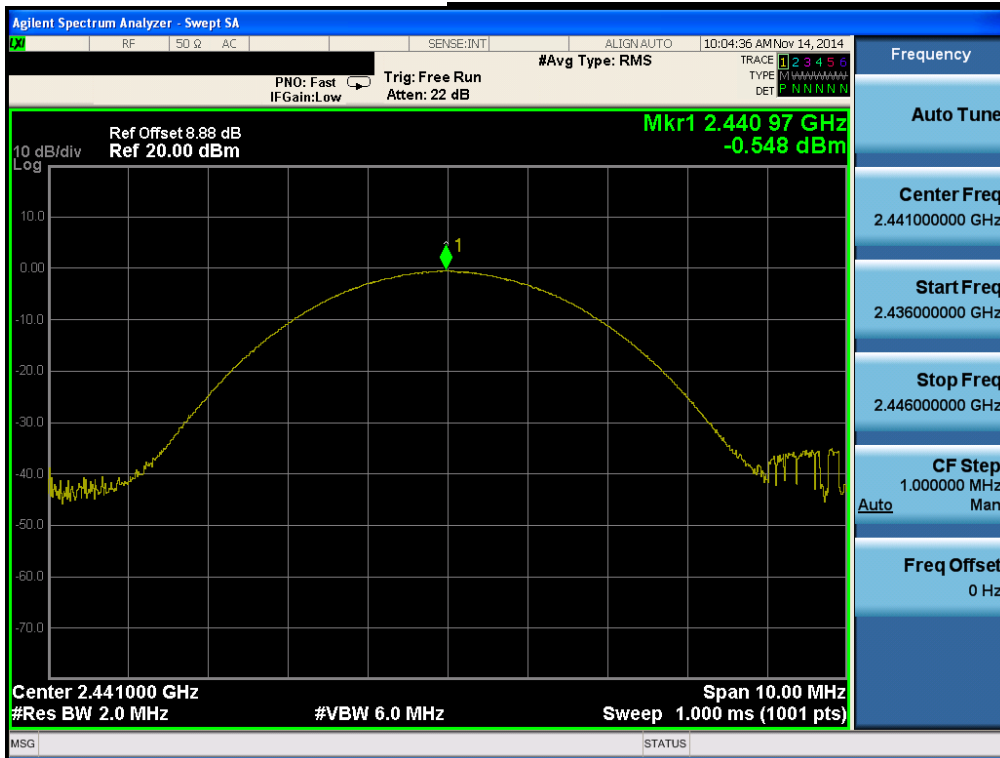 Agilent Spectrum Analyzer - Swept SA
LXI RF 50 Ω AC SENSE:INT ALIGN AUTO 10:04:36 AM Nov 14, 2014
#Avg Type: RMS TRACE 1 2 3 4 5 6
PNO: Fast Trig: Free Run TYPE M WWWWW
IFGain:Low Atten: 22 dB DET P N N N N N
Mkr1 2.440 97 GHz
-0.548 dBm
Ref Offset 8.88 dB
10 dB/div Ref 20.00 dBm
Log
1
10.0
0.00
-10.0
-20.0
-30.0
-40.0
-50.0
-60.0
-70.0
Center 2.441000 GHz Span 10.00 MHz
#Res BW 2.0 MHz #VBW 6.0 MHz Sweep 1.000 ms (1001 pts)
MSG STATUS
Frequency
Auto Tune
Center Freq
2.441000000 GHz
Start Freq
2.436000000 GHz
Stop Freq
2.446000000 GHz
CF Step
1.000000 MHz
Auto Man
Freq Offset
0 Hz